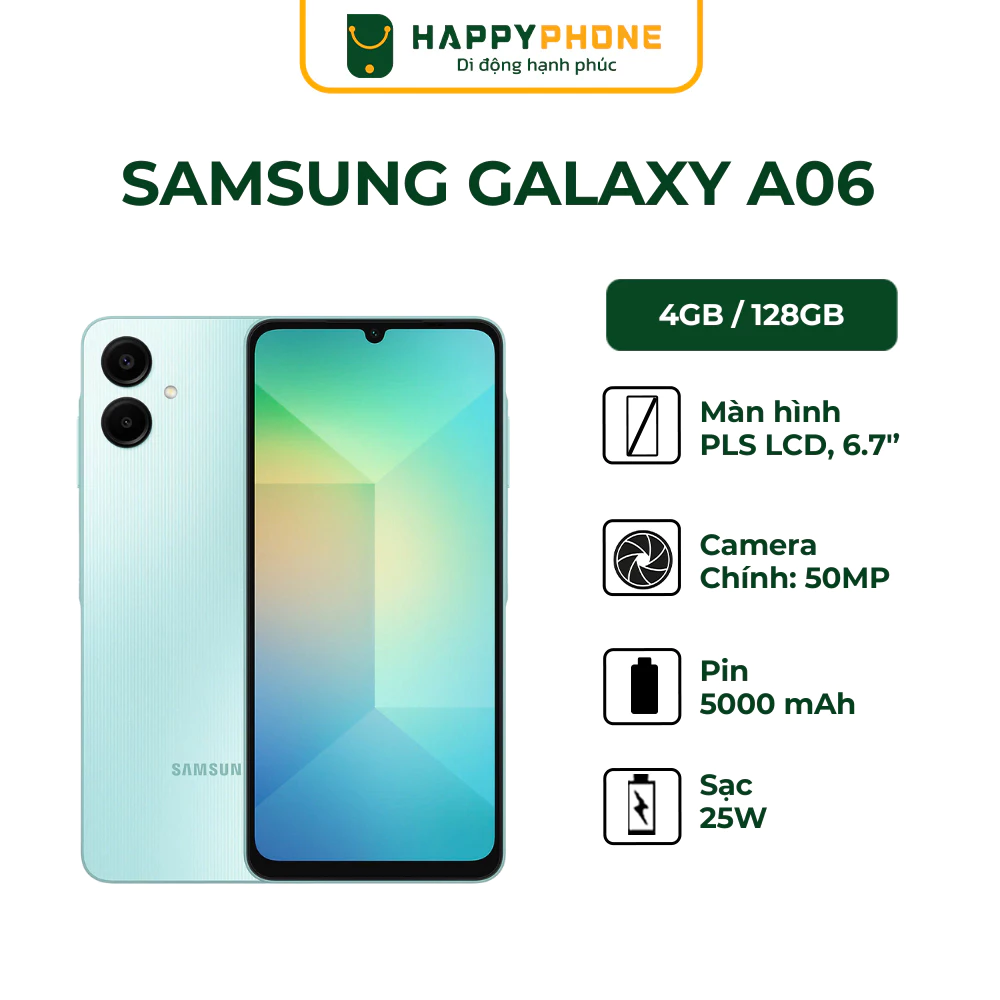 HAPPYPHONE
Di động hạnh phúc
SAMSUNG GALAXY A06
4GB / 128GB
Màn hình
PLS LCD, 6.7"
Camera
Chính: 50MP
Pin
5000 mAh
Sạc
25W
SAMSUN